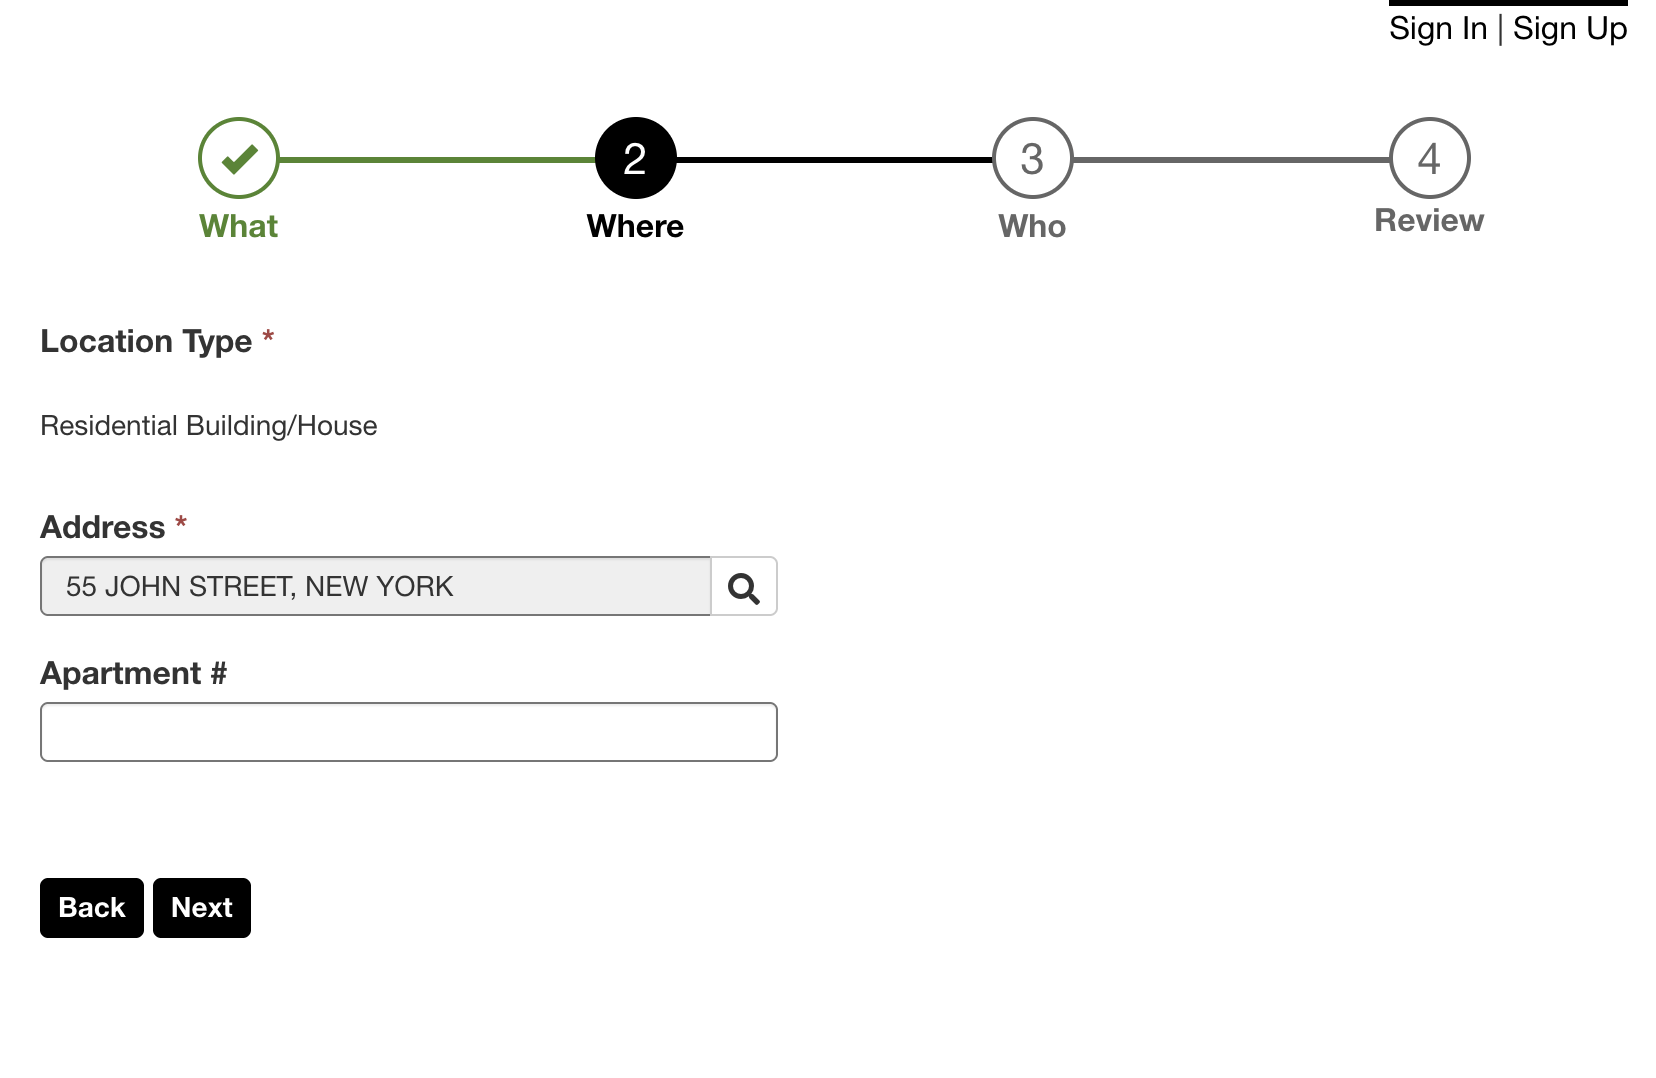 Sign In | Sign Up
2
3
4
What
Where
Who
Review
Location Type *
Residential Building/House
Address *
55 JOHN STREET, NEW YORK
Apartment #
Back
Next